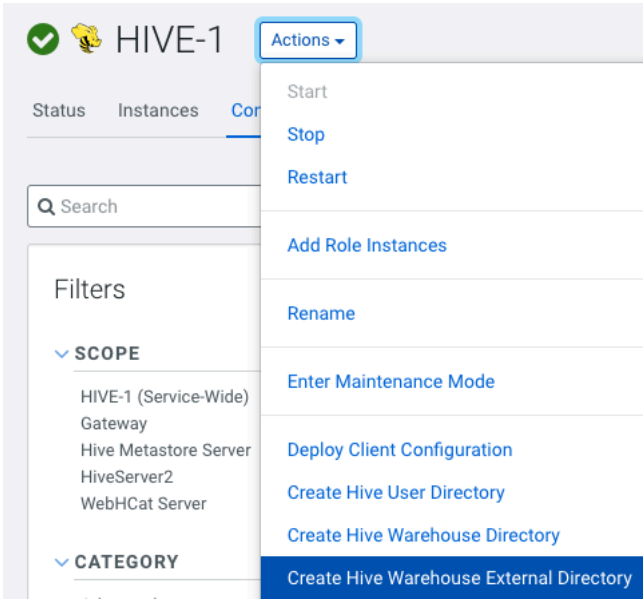 HIVE-1
Actions
Status
Instances
Start
Stop
Restart
Search
Add Role Instances
Filters
Rename
SCOPE
HIVE-1 (Service-Wide)
Gateway
Hive Metastore Server
HiveServer2
WebHCat Server
Enter Maintenance Mode
Deploy Client Configuration
Create Hive User Directory
Create Hive Warehouse Directory
CATEGORY
Create Hive Warehouse External Directory